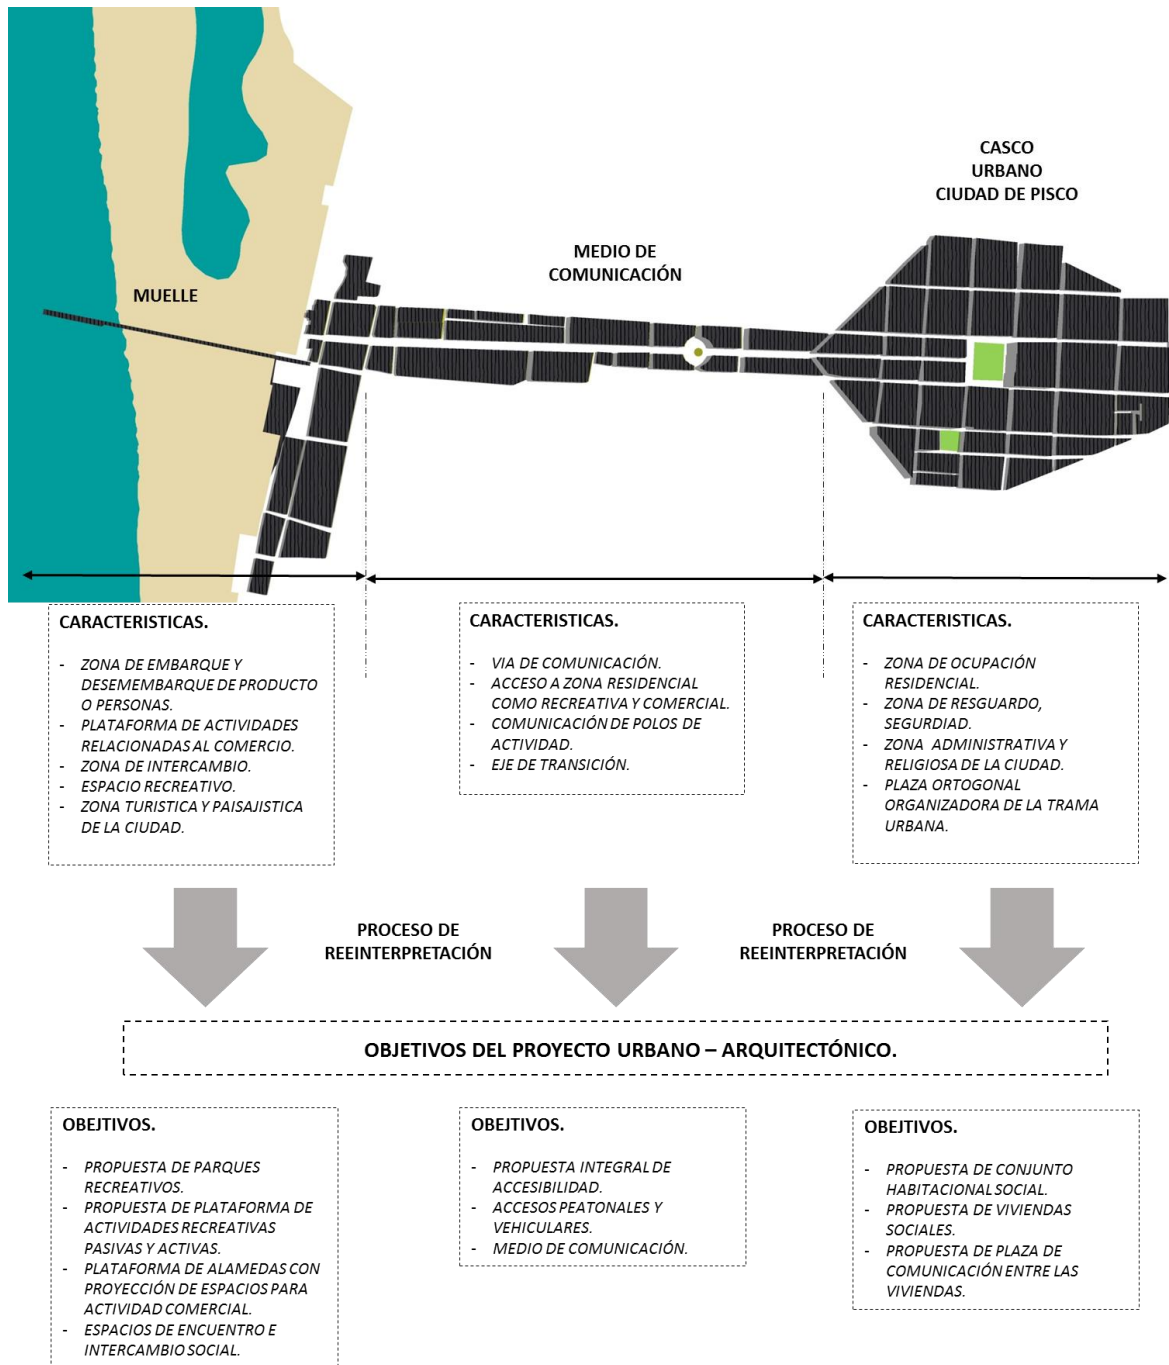 CASCO
URBANO
CIUDAD DE PISCO
MEDIO DE
COMUNICACIÓN
MUELLE
CARACTERISTICAS.
- ZONA DE EMBARQUE Y
DESEMEMBARQUE DE PRODUCTO
O PERSONAS.
- PLATAFORMA DE ACTIVIDADES
RELACIONADAS AL COMERCIO.
- ZONA DE INTERCAMBIO.
- ESPACIO RECREATIVO.
- ZONA TURISTICA Y PAISAJISTICA
DE LA CIUDAD.
CARACTERISTICAS.
- VIA DE COMUNICACIÓN.
- ACCESO A ZONA RESIDENCIAL
COMO RECREATIVA Y COMERCIAL.
- COMUNICACIÓN DE POLOS DE
ACTIVIDAD.
- EJE DE TRANSICIÓN.
CARACTERISTICAS.
- ZONA DE OCUPACIÓN
RESIDENCIAL.
- ZONA DE RESGUARDO,
SEGURDIAD.
- ZONA ADMINISTRATIVA Y
RELIGIOSA DE LA CIUDAD.
- PLAZA ORTOGONAL
ORGANIZADORA DE LA TRAMA
URBANA.
PROCESO DE
REEINTERPRETACIÓN
PROCESO DE
REEINTERPRETACIÓN
OBJETIVOS DEL PROYECTO URBANO – ARQUITECTÓNICO.
OBEJTIVOS.
- PROPUESTA DE PARQUES
RECREATIVOS.
- PROPUESTA DE PLATAFORMA DE
ACTIVIDADES RECREATIVAS
PASIVAS Y ACTIVAS.
- PLATAFORMA DE ALAMEDAS CON
PROYECCIÓN DE ESPACIOS PARA
ACTIVIDAD COMERCIAL.
- ESPACIOS DE ENCUENTRO E
INTERCAMBIO SOCIAL.
OBEJTIVOS.
- PROPUESTA INTEGRAL DE
ACCESIBILIDAD.
- ACCESOS PEATONALES Y
VEHICULARES.
- MEDIO DE COMUNICACIÓN.
OBEJTIVOS.
- PROPUESTA DE CONJUNTO
HABITACIONAL SOCIAL.
- PROPUESTA DE VIVIENDAS
SOCIALES.
- PROPUESTA DE PLAZA DE
COMUNICACIÓN ENTRE LAS
VIVIENDAS.